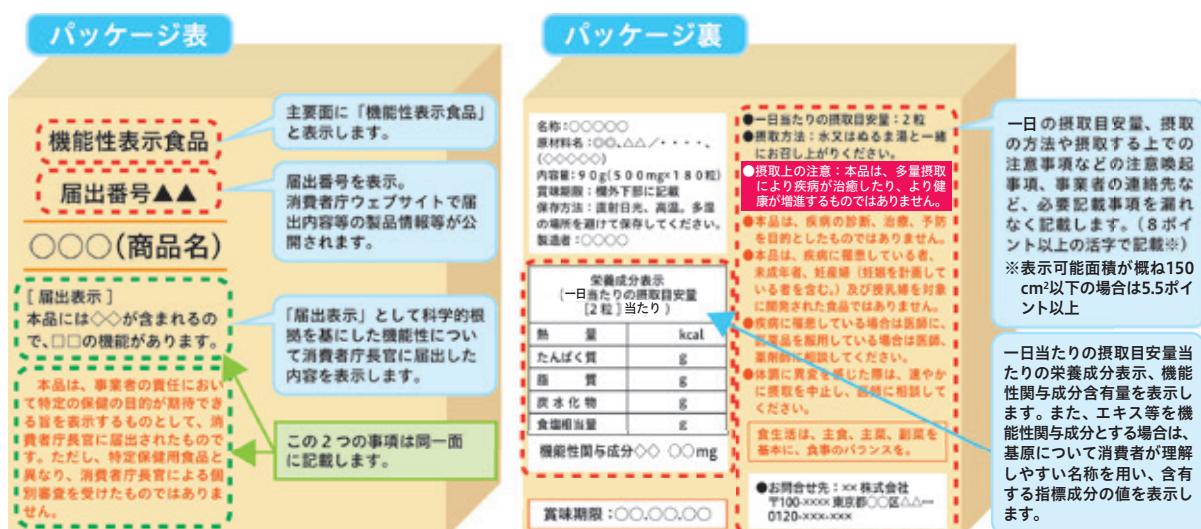 パッケージ表
機能性表示食品
届出番号▲▲
○○○(商品名)
[ 届出表示 ]
本品には◇◇が含まれるの
で、□□の機能があります。
本品は、事業者の責任におい
て特定の保健の目的が期待でき
る旨を表示するものとして、消
費者庁長官に届出されたもので
す。ただし、特定保健用食品と
異なり、消費者庁長官による個
別審査を受けたものではありま
せん。
主要面に「機能性表示食品」
と表示します。
届出番号を表示。
消費者庁ウェブサイトで届
出内容等の製品情報等が公
開されます。
「届出表示」として科学的根
拠を基にした機能性につい
て消費者庁長官に届出した
内容を表示します。
この2つの事項は同一面
に記載します。
パッケージ裏
名称：○○○○○
原材料名：○○、△△／・・・・、
(◇◇◇◇◇)
内容量：90g(500mg×180粒)
賞味期限：欄外下部に記載
保存方法：直射日光、高温、多湿
の場所を避けて保存してください。
製造者：○○○○
栄養成分表示
(一日当たりの摂取目安量
[2粒]当たり)
熱量 kcal
たんぱく質 g
脂質 g
炭水化物 g
食塩相当量 g
機能性関与成分◇◇ ○○mg
賞味期限：○○.○○.○○
●一日当たりの摂取目安量：2粒
●摂取方法：水又はぬるま湯と一緒
にお召し上がりください。
●摂取上の注意：本品は、多量摂取
により疾病が治癒したり、より健
康が増進するものではありません。
●本品は、疾病の診断、治療、予防
を目的としたものではありません。
●本品は、疾病に罹患している者、
未成年者、妊産婦（妊娠を計画して
いる者を含む。）及び授乳婦を対象
に開発された食品ではありません。
●疾病に罹患している場合は医師に、
医薬品を服用している場合は医師、
薬剤師に相談してください。
●体調に異変を感じた際は、速やか
に摂取を中止し、医師に相談して
ください。
食生活は、主食、主菜、副菜を
基本に、食事のバランスを。
●お問合せ先：×× 株式会社
〒100-×××× 東京都○○区△△ー
0120-×××-×××
一日の摂取目安量、摂取
の方法や摂取する上での
注意事項などの注意喚起
事項、事業者の連絡先な
ど、必要記載事項を漏れ
なく記載します。（8ポイ
ント以上の活字で記載※）
※表示可能面積が概ね150
cm²以下の場合は5.5ポイ
ント以上
一日当たりの摂取目安量当
たりの栄養成分表示、機能
性関与成分含有量を表示し
ます。また、エキス等を機
能性関与成分とする場合は、
基原について消費者が理解
しやすい名称を用い、含有
する指標成分の値を表示し
ます。